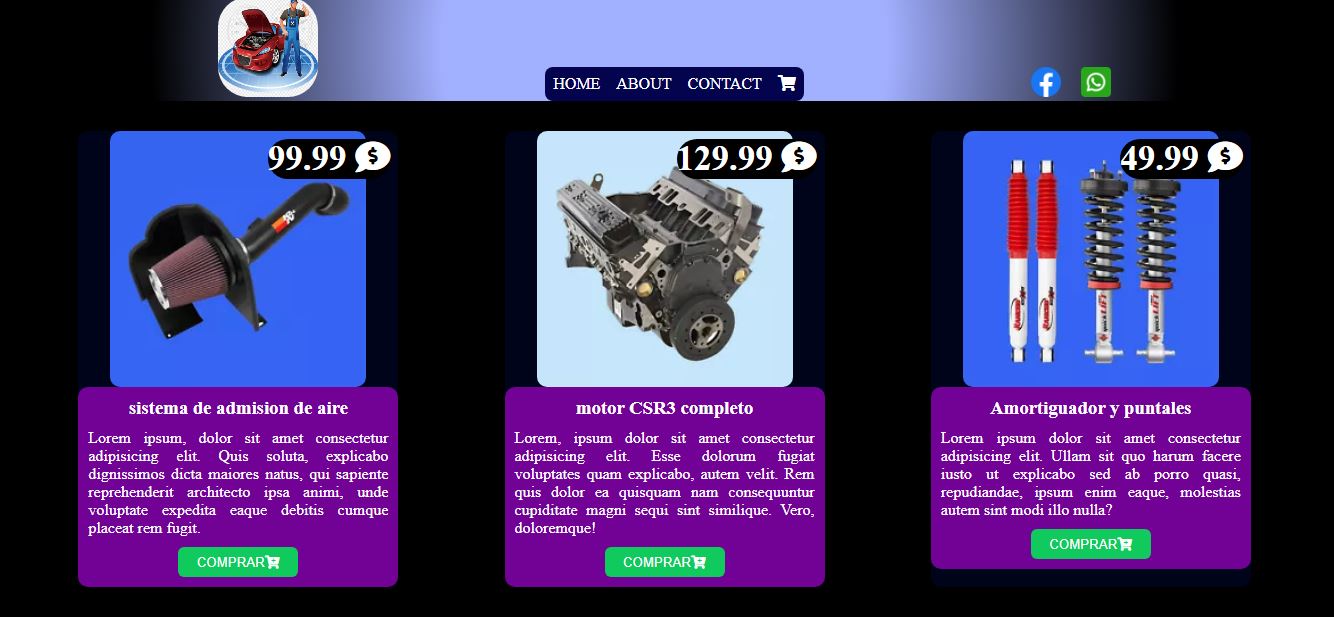 HOME ABOUT CONTACT
99.99
129.99
49.99
K&N
RANCHO
RANCHO
quickLIFT
quickLIFT
sistema de admision de aire
Lorem ipsum, dolor sit amet consectetur
adipisicing elit. Quis soluta, explicabo
dignissimos dicta maiores natus, qui sapiente
reprehenderit architecto ipsa animi, unde
voluptate expedita eaque debitis cumque
placeat rem fugit.
COMPRAR
motor CSR3 completo
Lorem, ipsum dolor sit amet consectetur
adipisicing elit. Esse dolorum fugiat
voluptates quam explicabo, autem velit. Rem
quis dolor ea quisquam nam consequuntur
cupiditate magni sequi sint similique. Vero,
doloremque!
COMPRAR
Amortiguador y puntales
Lorem ipsum dolor sit amet consectetur
adipisicing elit. Ullam sit quo harum facere
iusto ut explicabo sed ab porro quasi,
repudiandae, ipsum enim eaque, molestias
autem sint modi illo nulla?
COMPRAR